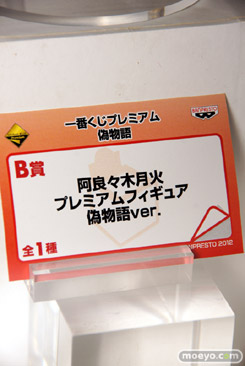 一番くじプレミアム
偽物語
BANPRESTO
B賞
阿良々木月火
プレミアムフィギュア
偽物語ver.
全1種
NPRESTO 2012
moeyo.com